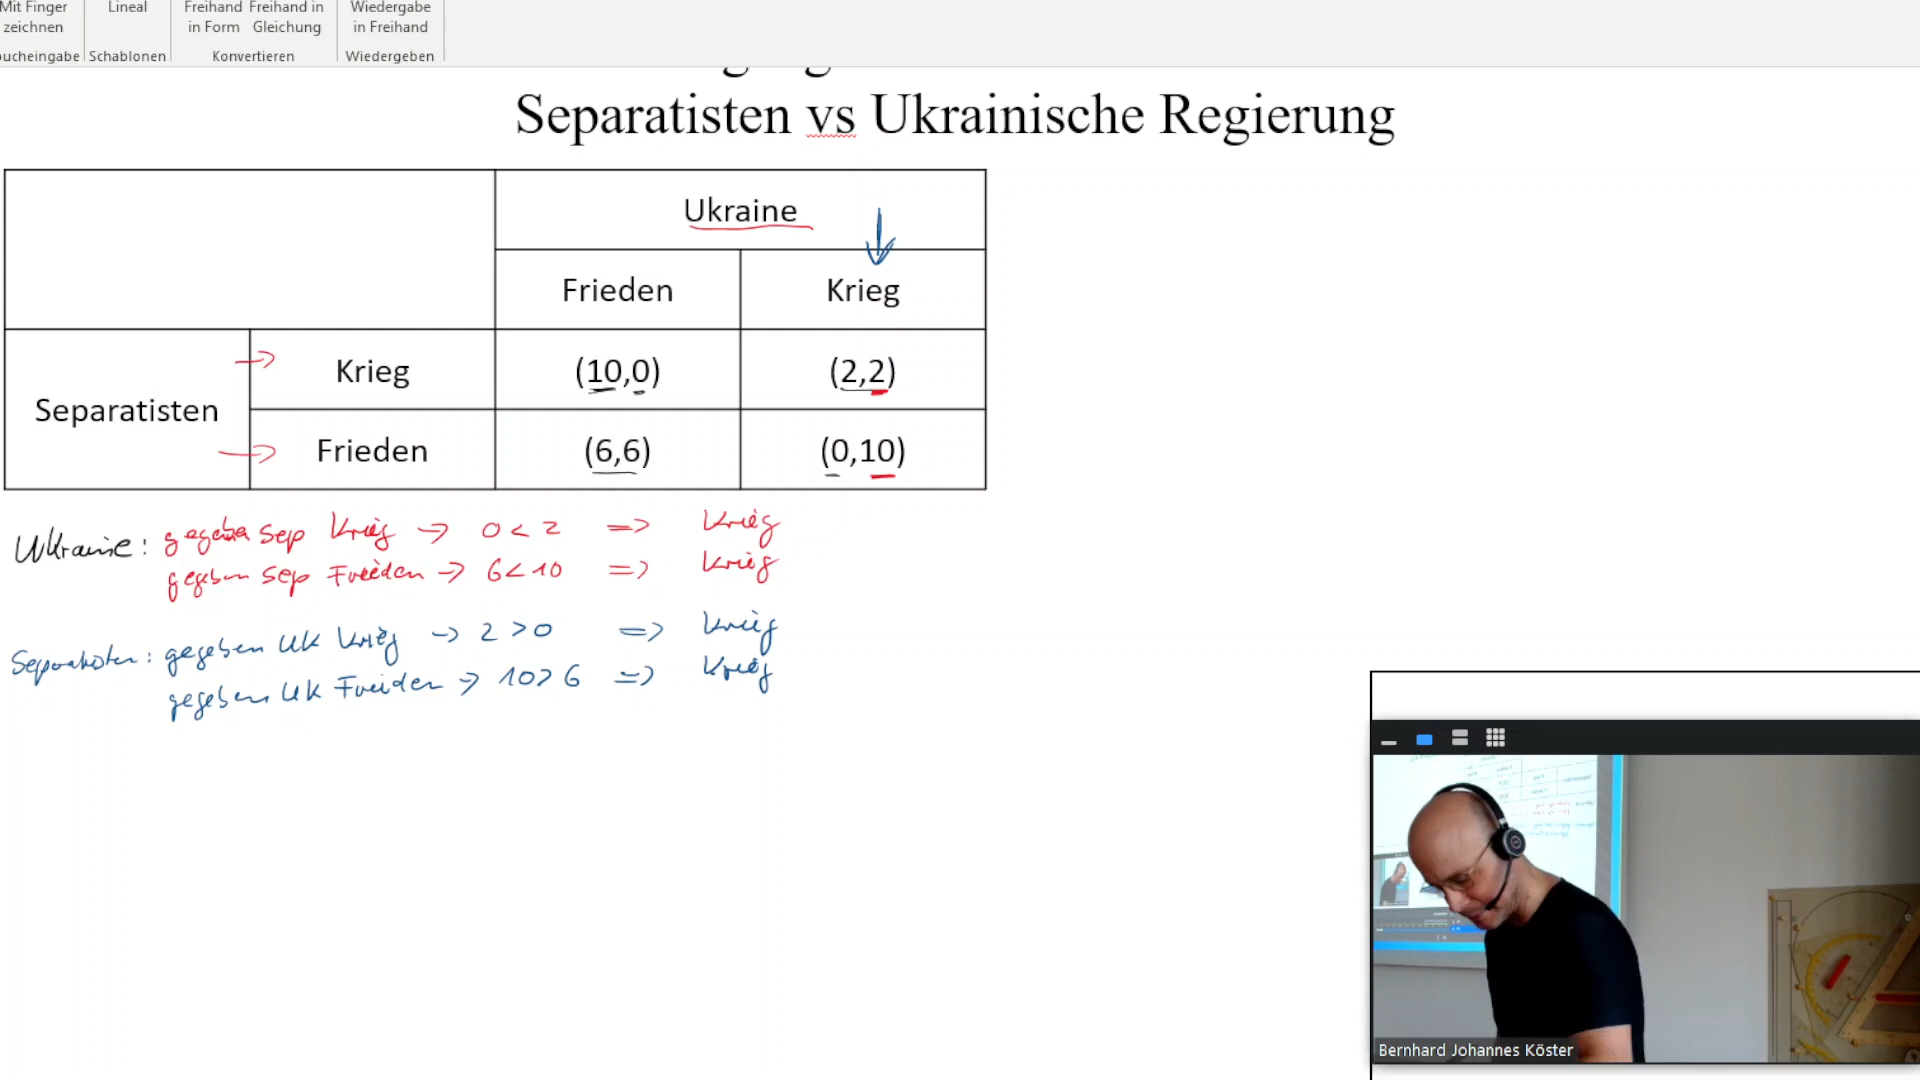 Mit Finger
zeichnen
Lineal
Freihand
in Form
Freihand in
Gleichung
Wiedergabe
in Freihand
oucheingabe
Schablonen
Konvertieren
Wiedergeben
Separatisten vs Ukrainische Regierung
Ukraine
Frieden
Krieg
Separatisten
Krieg
(10,0)
(2,2)
Frieden
(6,6)
(0,10)
Ukraine: gegeben Sep Krieg → 0 < 2 => Krieg
gegeben Sep Frieden → 6 < 10 => Krieg
Separatisten: gegeben UK Krieg → 2 > 0 => Krieg
gegeben UK Frieden → 10 > 6 => Krieg
Bernhard Johannes Köster